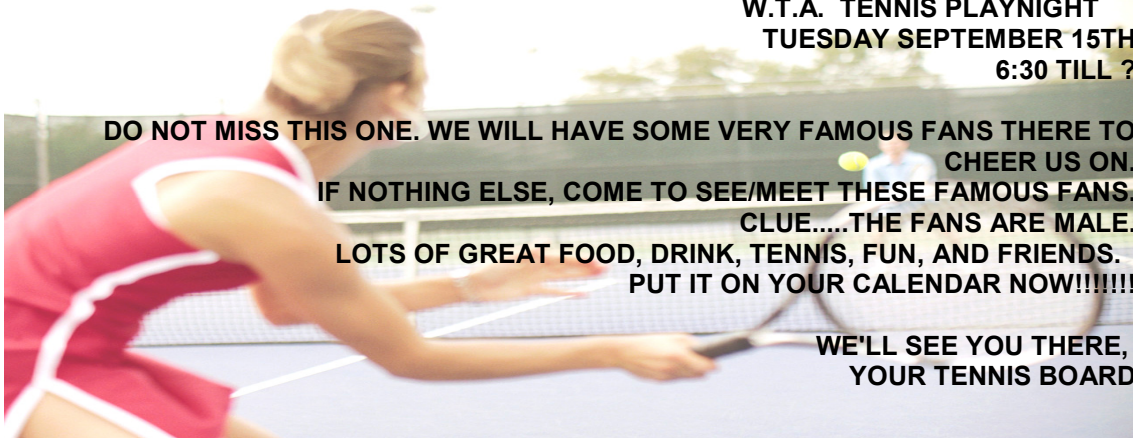 W.T.A. TENNIS PLAYNIGHT
TUESDAY SEPTEMBER 15TH
6:30 TILL ?
DO NOT MISS THIS ONE. WE WILL HAVE SOME VERY FAMOUS FANS THERE TO
CHEER US ON.
IF NOTHING ELSE, COME TO SEE/MEET THESE FAMOUS FANS.
CLUE.....THE FANS ARE MALE.
LOTS OF GREAT FOOD, DRINK, TENNIS, FUN, AND FRIENDS.
PUT IT ON YOUR CALENDAR NOW!!!!!!!
WE'LL SEE YOU THERE,
YOUR TENNIS BOARD